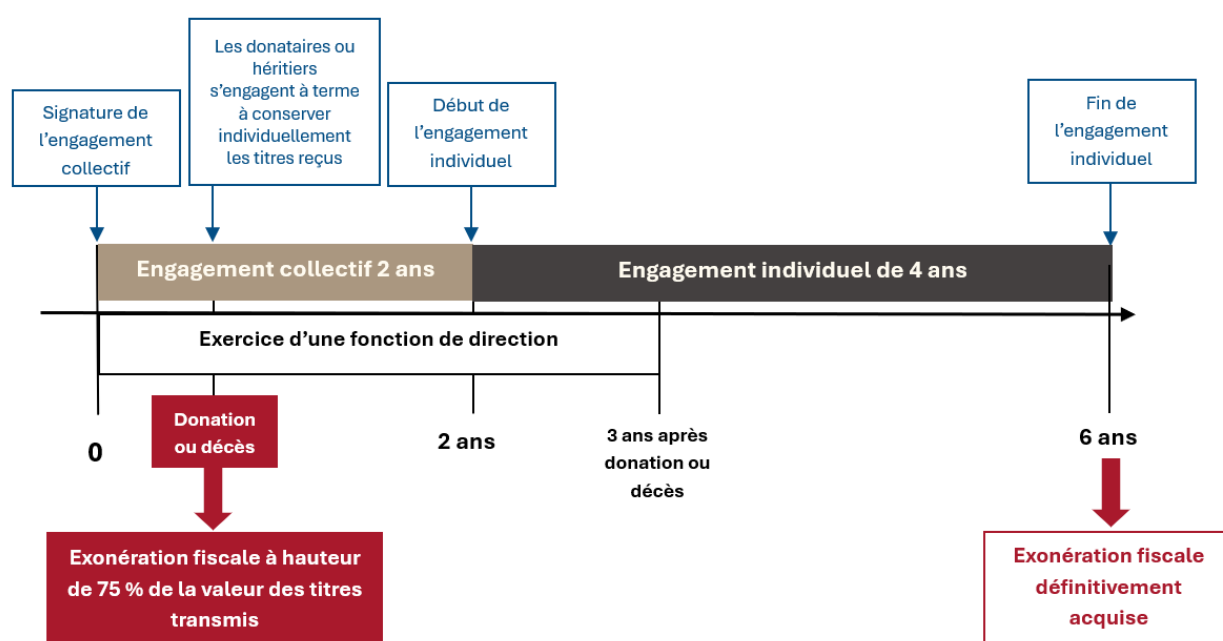 Signature de
l'engagement
collectif
Les donataires ou
héritiers
s'engagent à terme
à conserver
individuellement
les titres reçus
Début de
l'engagement
individuel
Fin de
l'engagement
individuel
Engagement collectif 2 ans
Engagement individuel de 4 ans
Exercice d'une fonction de direction
0
Donation
ou décès
2 ans
3 ans après
donation ou
décès
6 ans
Exonération fiscale à hauteur
de 75 % de la valeur des titres
transmis
Exonération fiscale
définitivement
acquise